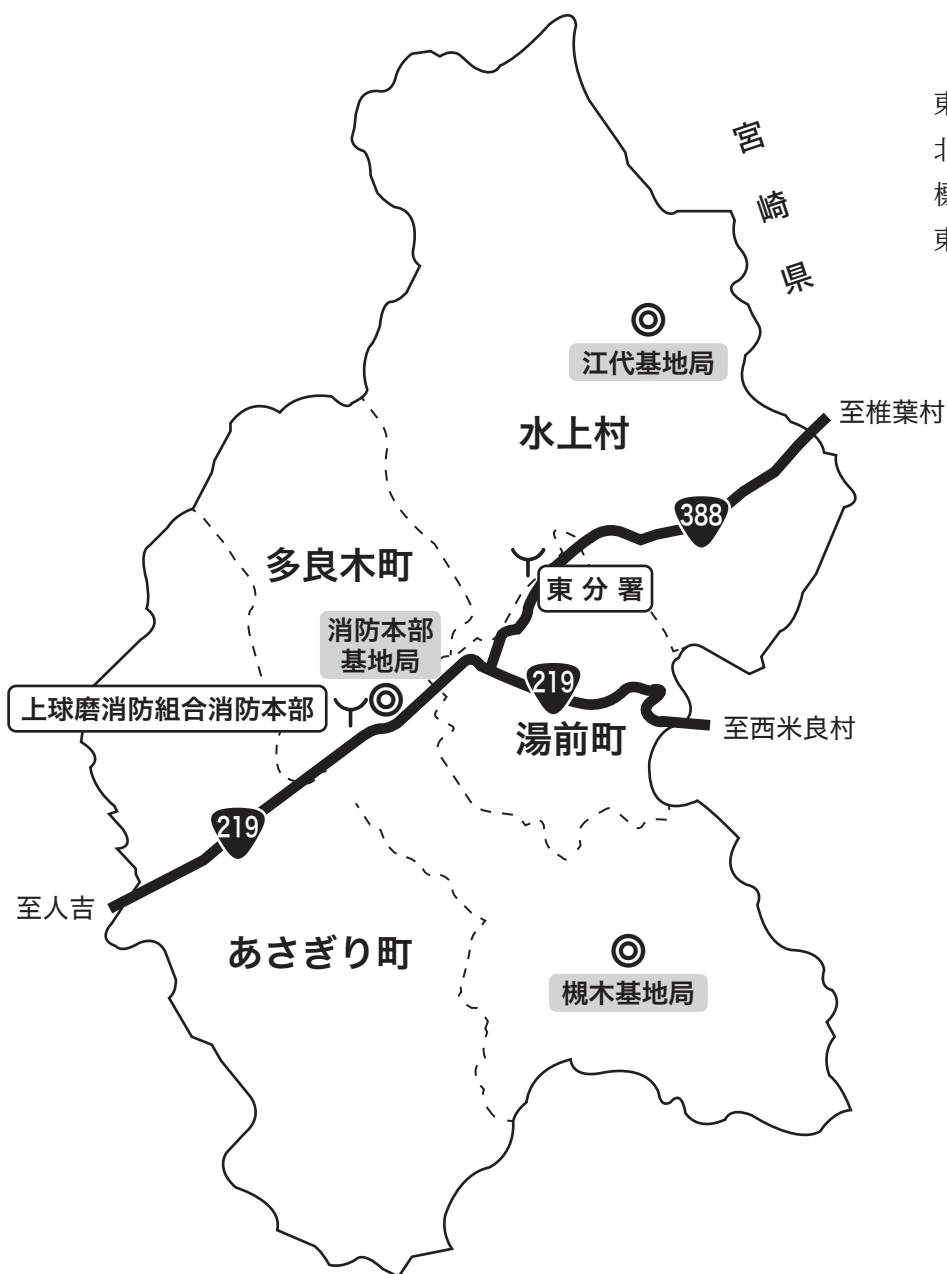 宮崎県
江代基地局
至椎葉村
水上村
388
多良木町
東分署
消防本部
基地局
219
上球磨消防組合消防本部
湯前町
至西米良村
219
至人吉
あさぎり町
槻木基地局